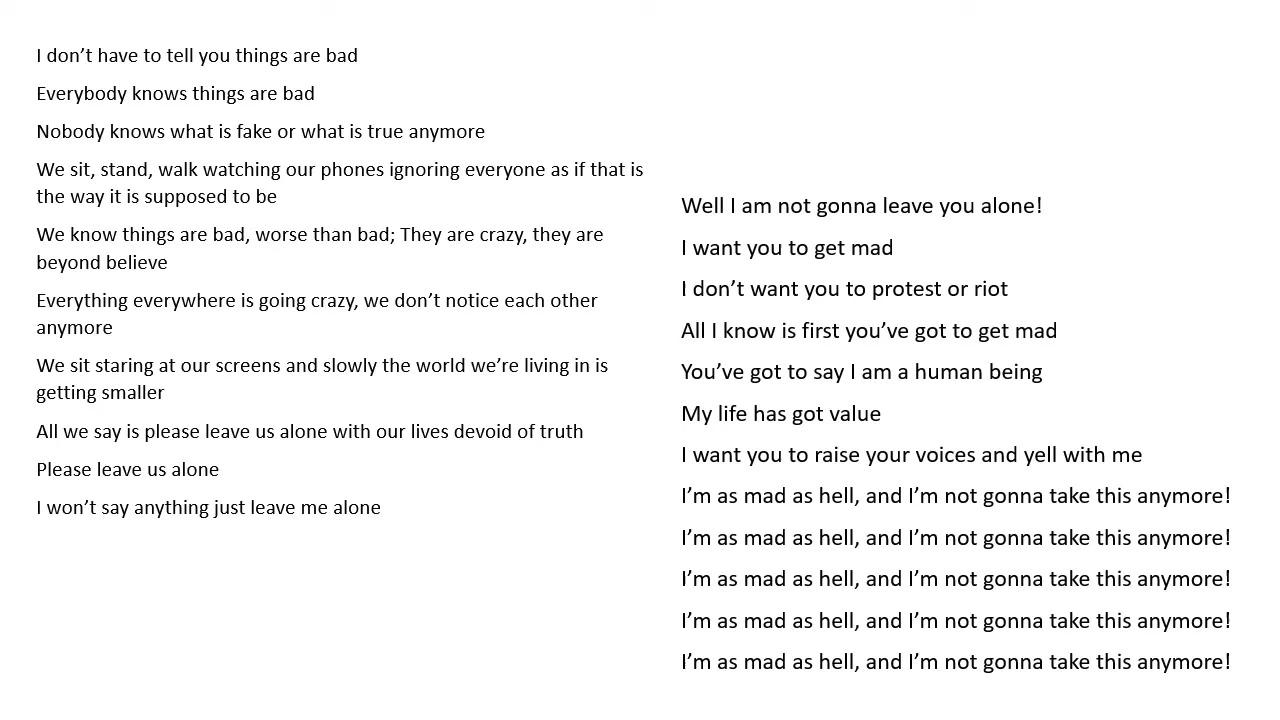 I don’t have to tell you things are bad
Everybody knows things are bad
Nobody knows what is fake or what is true anymore
We sit, stand, walk watching our phones ignoring everyone as if that is
the way it is supposed to be
We know things are bad, worse than bad; They are crazy, they are
beyond believe
Everything everywhere is going crazy, we don’t notice each other
anymore
We sit staring at our screens and slowly the world we’re living in is
getting smaller
All we say is please leave us alone with our lives devoid of truth
Please leave us alone
I won’t say anything just leave me alone
Well I am not gonna leave you alone!
I want you to get mad
I don’t want you to protest or riot
All I know is first you’ve got to get mad
You’ve got to say I am a human being
My life has got value
I want you to raise your voices and yell with me
I’m as mad as hell, and I’m not gonna take this anymore!
I’m as mad as hell, and I’m not gonna take this anymore!
I’m as mad as hell, and I’m not gonna take this anymore!
I’m as mad as hell, and I’m not gonna take this anymore!
I’m as mad as hell, and I’m not gonna take this anymore!